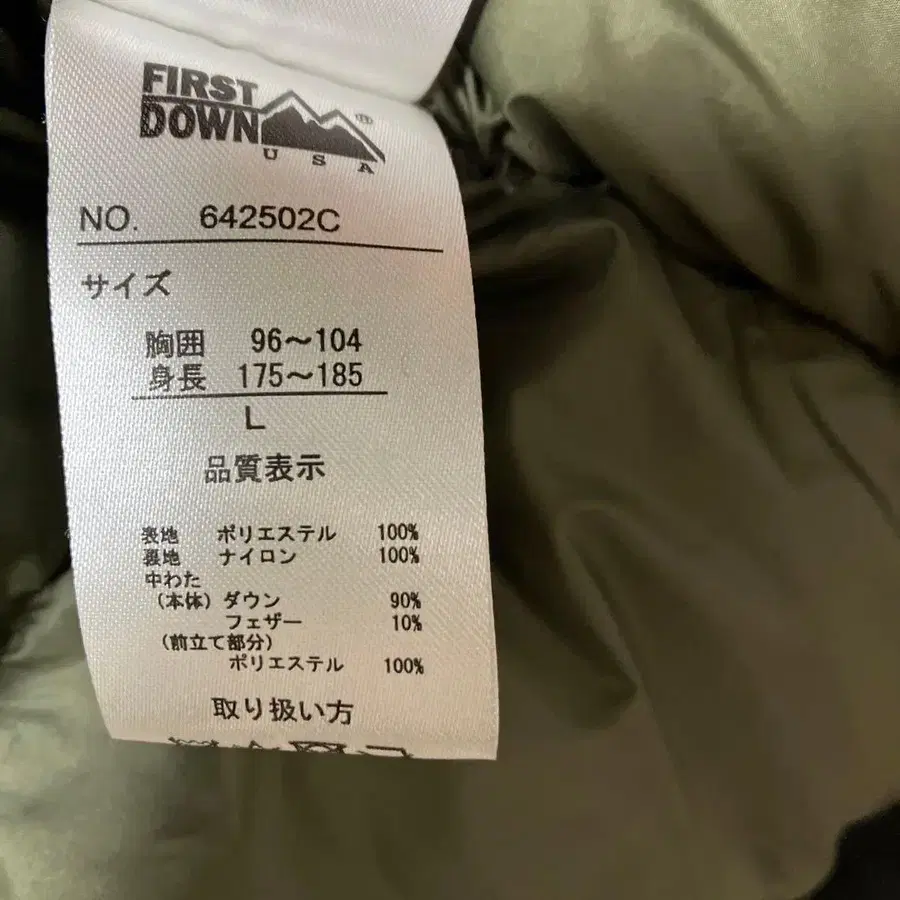 FIRST
DOWN
®
USA
NO. 642502C
サイズ
胸囲 96～104
身長 175～185
L
品質表示
表地 ポリエステル 100%
裏地 ナイロン 100%
中わた
(本体) ダウン 90%
フェザー 10%
(前立て部分)
ポリエステル 100%
取り扱い方